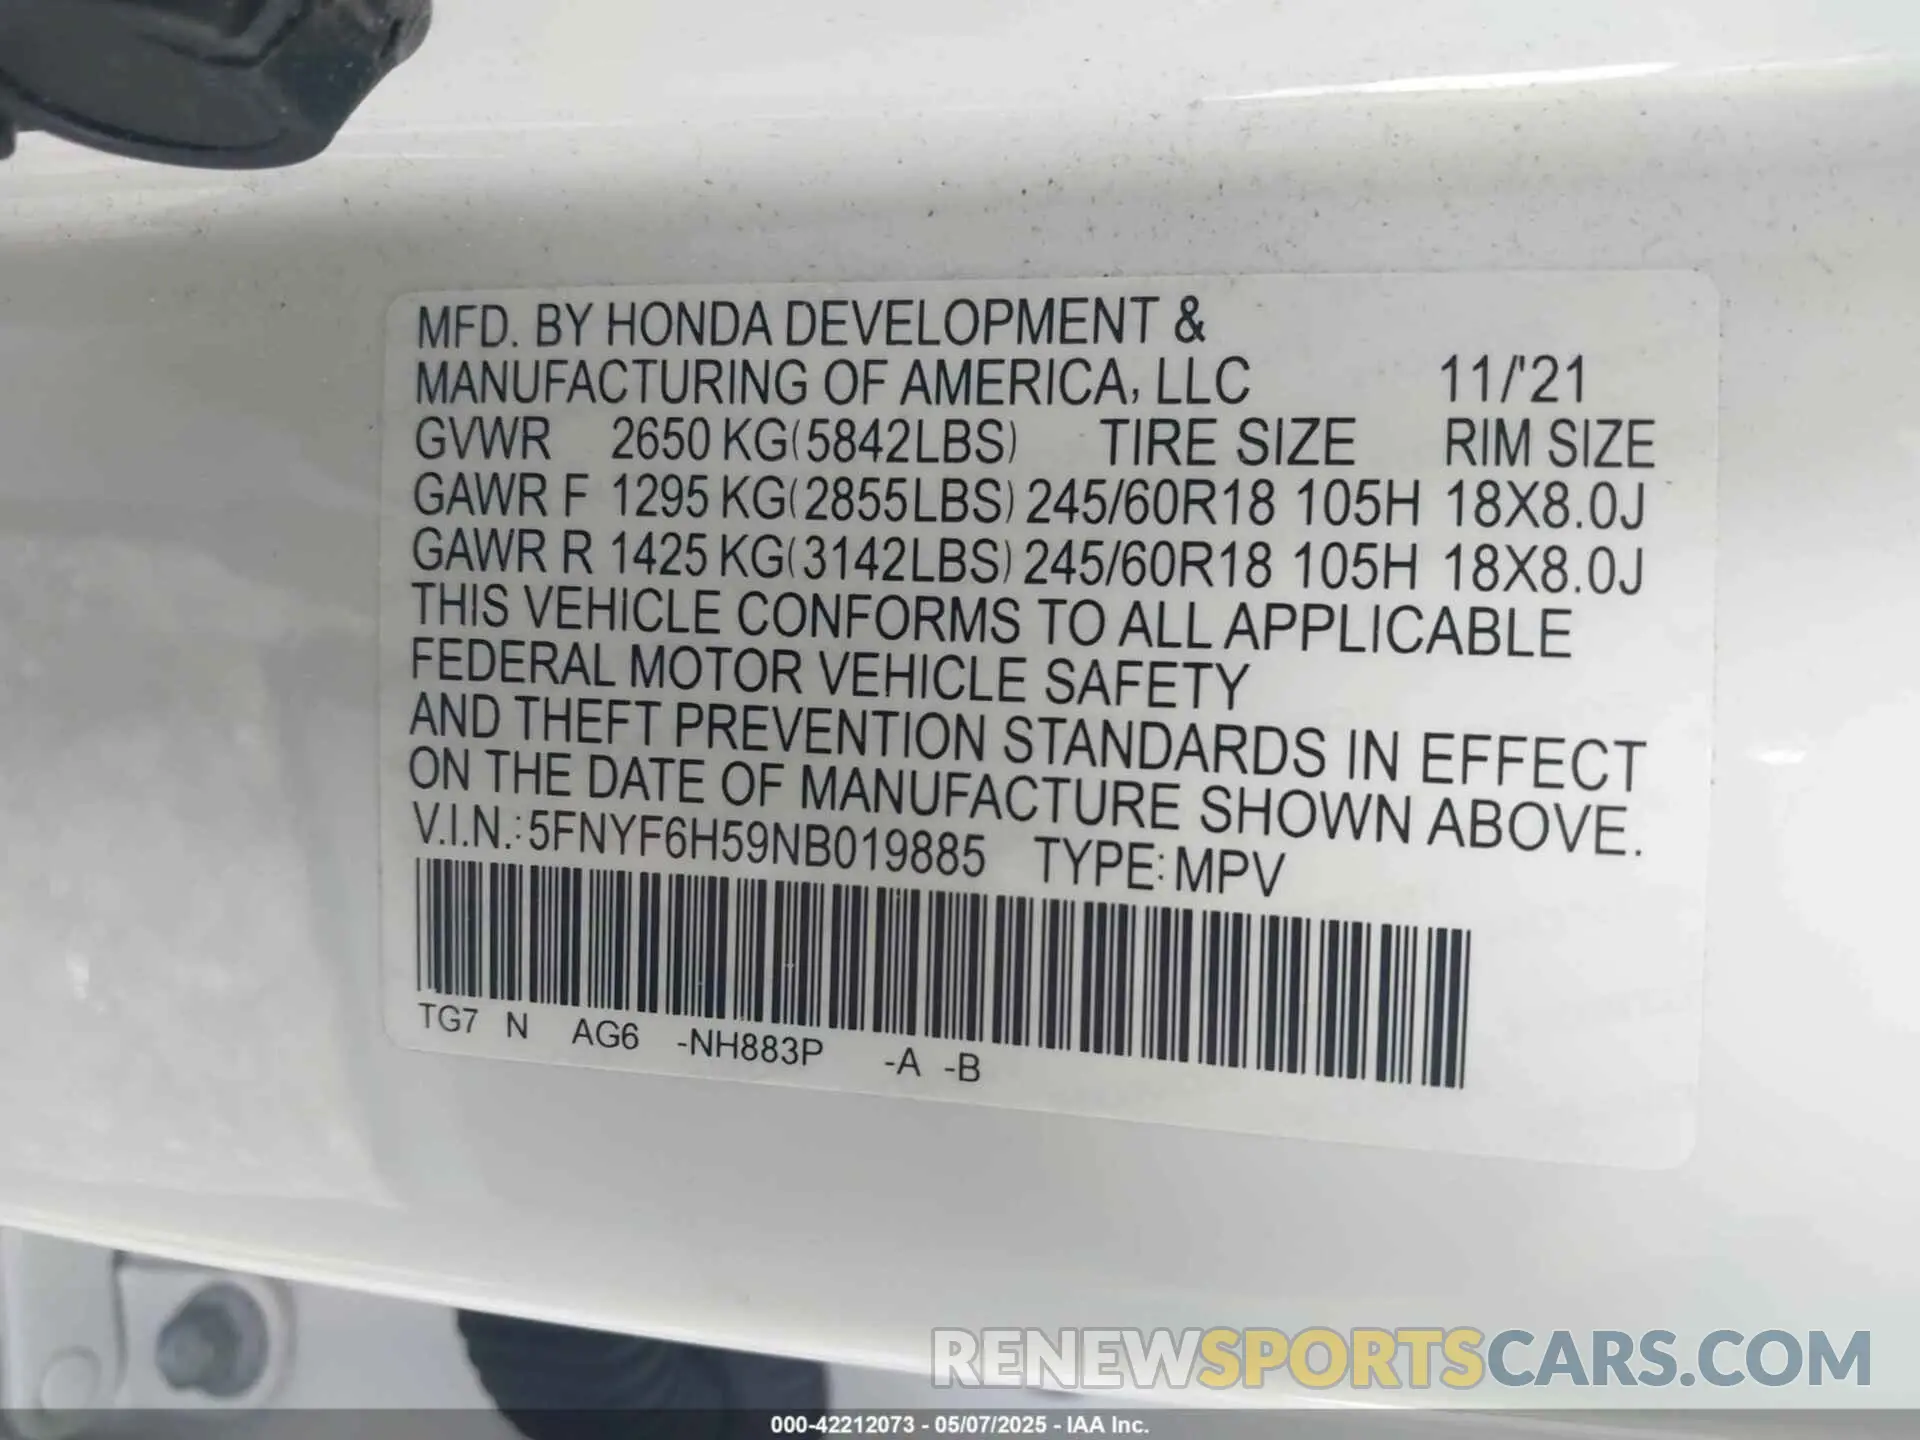 MFD. BY HONDA DEVELOPMENT &
MANUFACTURING OF AMERICA, LLC 11/'21
GVWR 2650 KG(5842LBS) TIRE SIZE RIM SIZE
GAWR F 1295 KG(2855LBS) 245/60R18 105H 18X8.0J
GAWR R 1425 KG(3142LBS) 245/60R18 105H 18X8.0J
THIS VEHICLE CONFORMS TO ALL APPLICABLE
FEDERAL MOTOR VEHICLE SAFETY
AND THEFT PREVENTION STANDARDS IN EFFECT
ON THE DATE OF MANUFACTURE SHOWN ABOVE.
V.I.N.: 5FNYF6H59NB019885 TYPE: MPV
TG7 N AG6 -NH883P -A -B
RENEWSPORTSCARS.COM
000-42212073 - 05/07/2025 - IAA Inc.